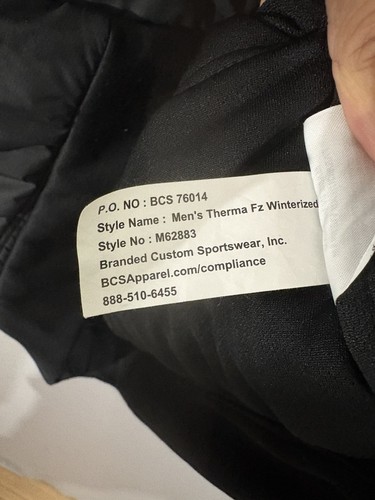 P.O. NO : BCS 76014
Style Name : Men's Therma Fz Winterized
Style No : M62883
Branded Custom Sportswear, Inc.
BCSApparel.com/compliance
888-510-6455